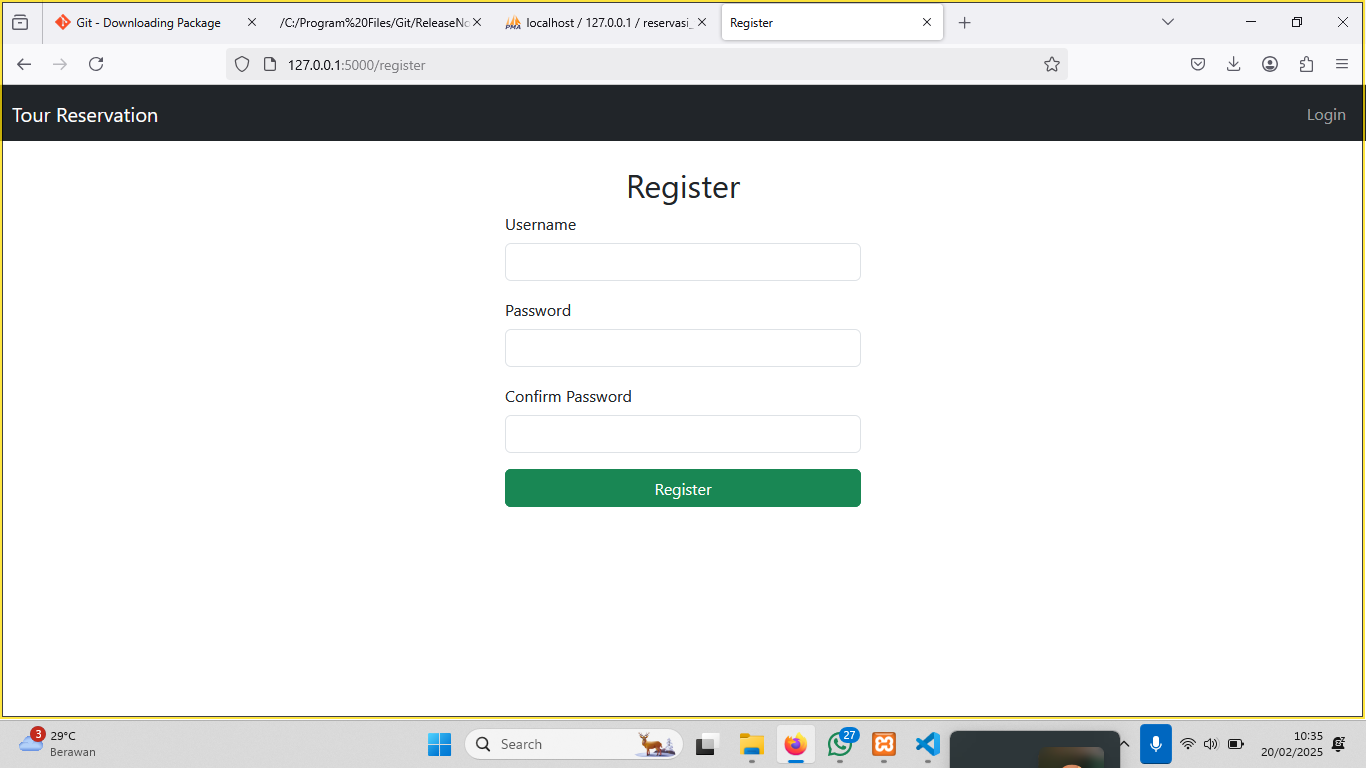 Git - Downloading Package
/C:/Program%20Files/Git/ReleaseNo
PMA localhost / 127.0.0.1 / reservasi_
Register
127.0.0.1:5000/register
Tour Reservation
Login
Register
Username
Password
Confirm Password
Register
3
29°C
Berawan
Search
27
10:35
20/02/2025